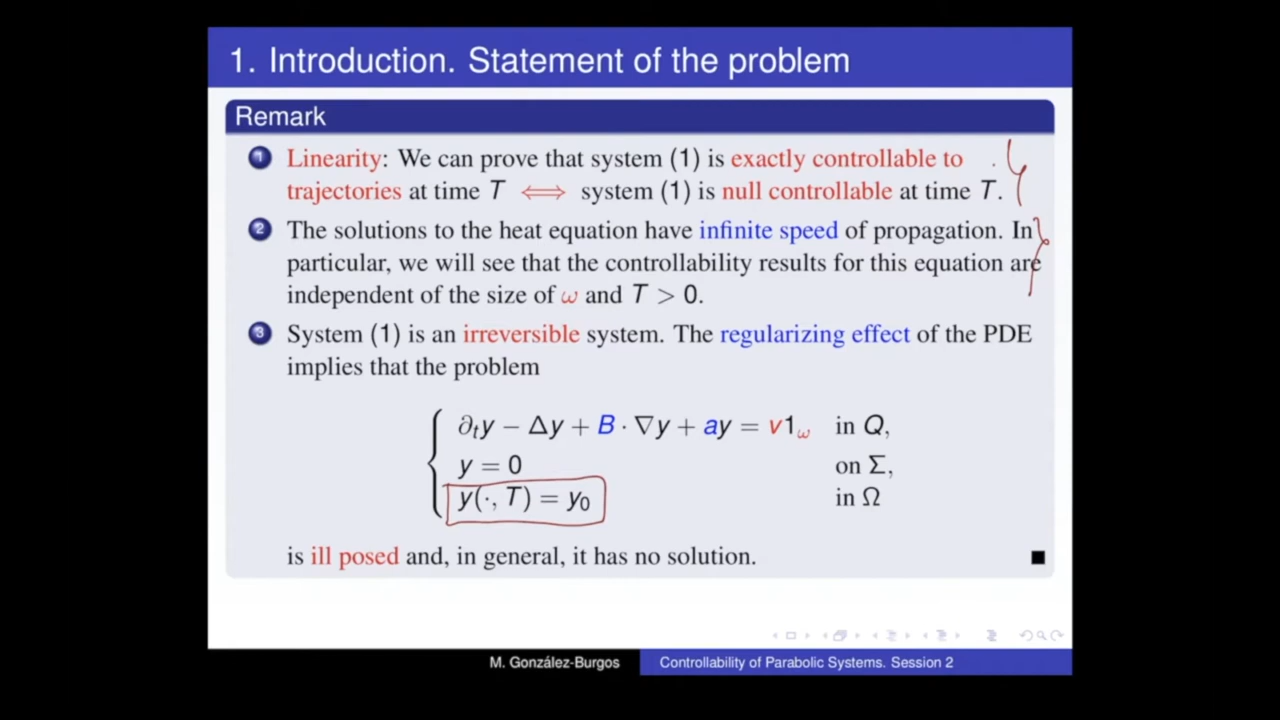 1. Introduction. Statement of the problem
Remark
1 Linearity: We can prove that system (1) is exactly controllable to
trajectories at time T ⟺ system (1) is null controllable at time T.
2 The solutions to the heat equation have infinite speed of propagation. In
particular, we will see that the controllability results for this equation are
independent of the size of ω and T > 0.
3 System (1) is an irreversible system. The regularizing effect of the PDE
implies that the problem
∂ₜy − Δy + B · ∇y + ay = v1_ω in Q,
y = 0 on Σ,
y(·, T) = y₀ in Ω
is ill posed and, in general, it has no solution.
M. González-Burgos Controllability of Parabolic Systems. Session 2